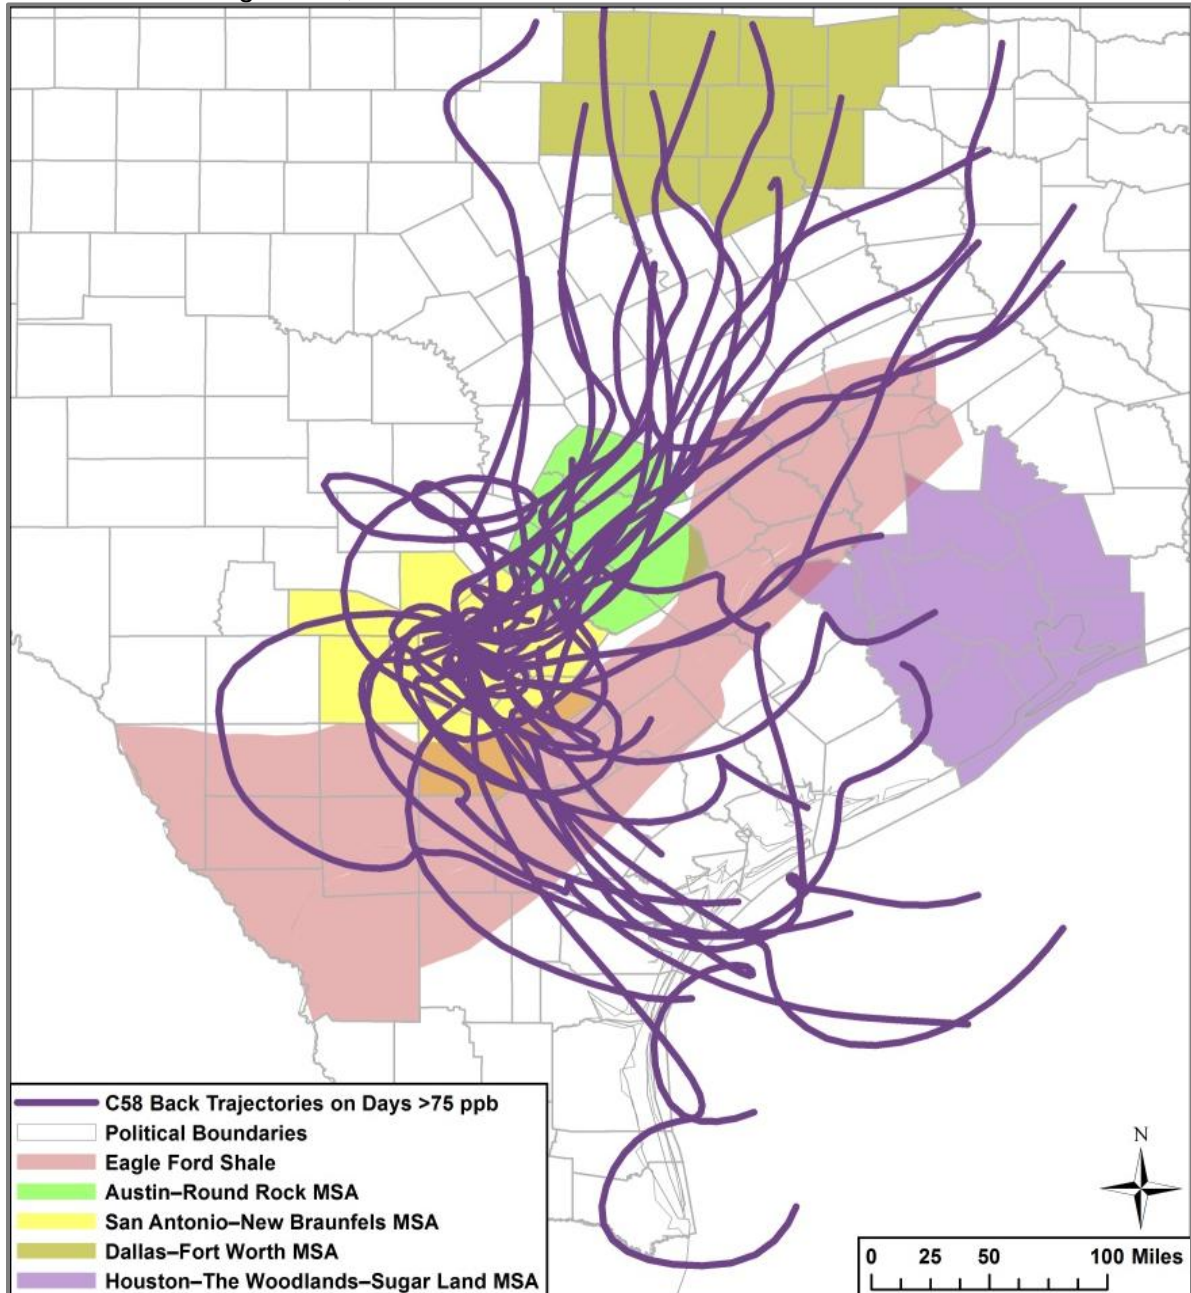 C58 Back Trajectories on Days >75 ppb
Political Boundaries
Eagle Ford Shale
Austin–Round Rock MSA
San Antonio–New Braunfels MSA
Dallas–Fort Worth MSA
Houston–The Woodlands–Sugar Land MSA
N
0 25 50 100 Miles